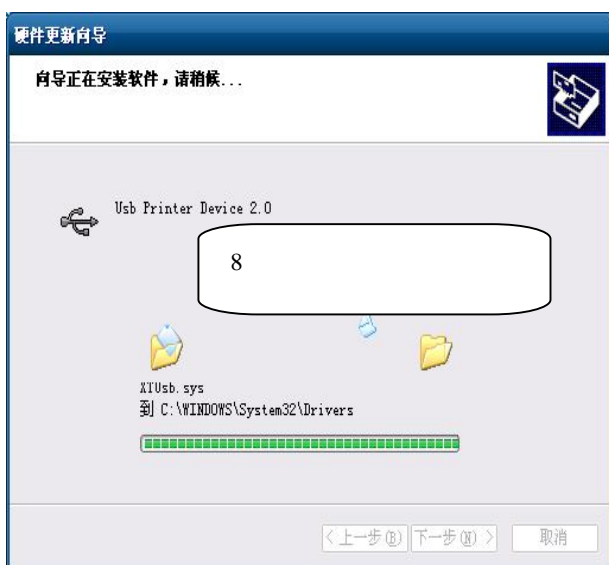 硬件更新向导
向导正在安装软件，请稍候...
Usb Printer Device 2.0
8
XTUsb.sys
到 C:\WINDOWS\System32\Drivers
<上一步(B) 下一步(N)> 取消